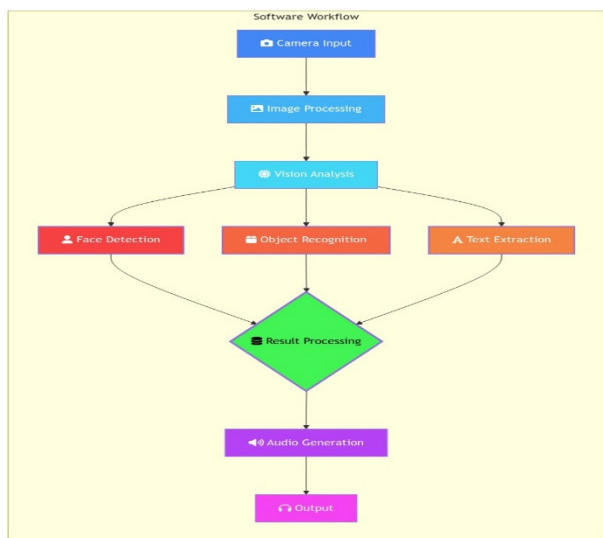 Software Workflow
Camera Input
Image Processing
Vision Analysis
Face Detection
Object Recognition
Text Extraction
Result Processing
Audio Generation
Output